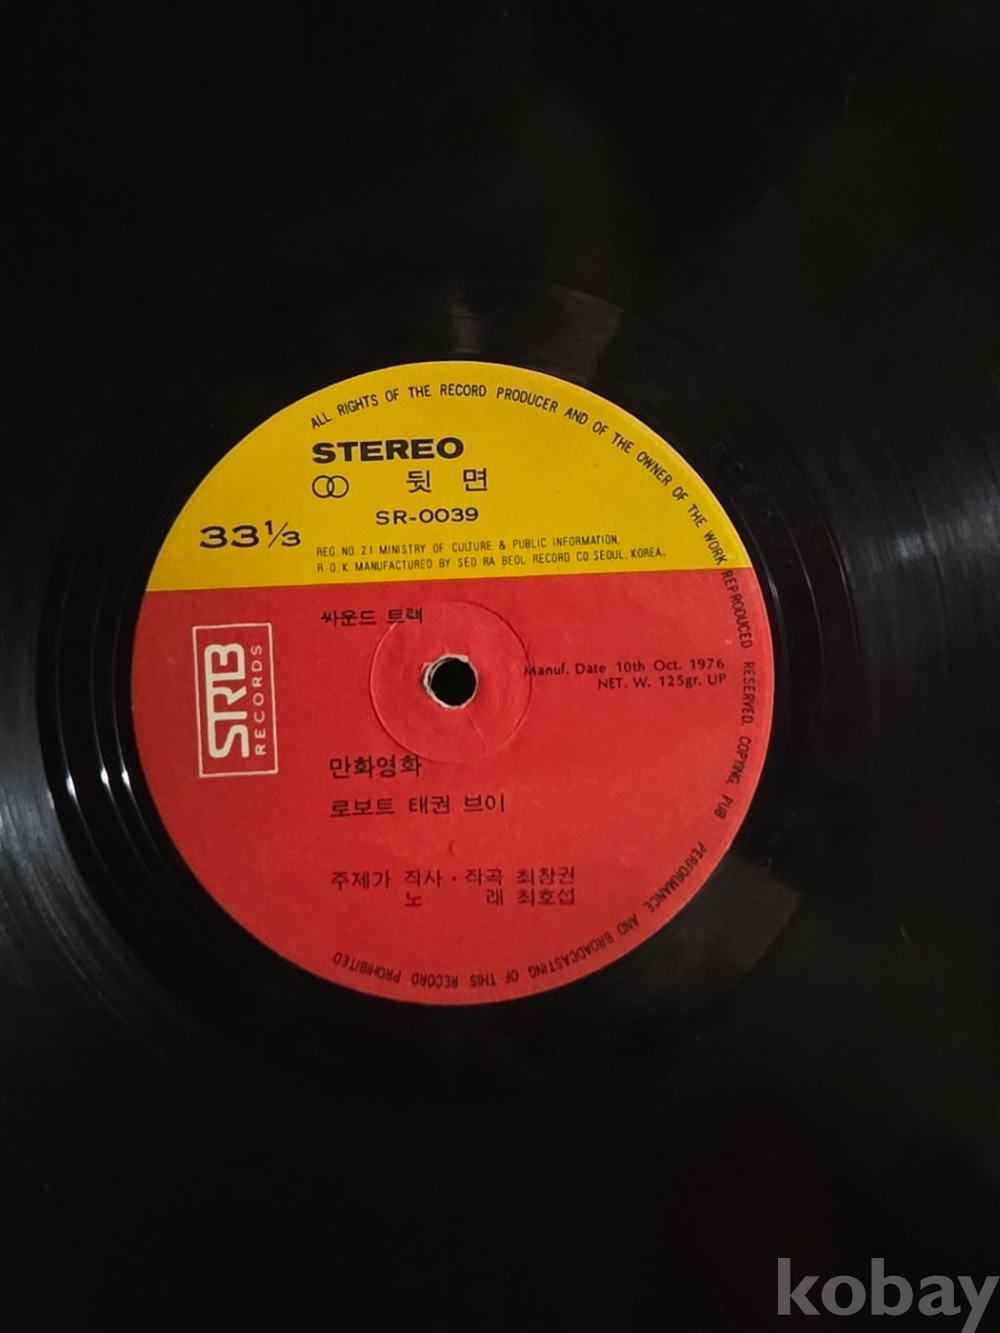 ALL RIGHTS OF THE RECORD PRODUCER AND OF THE OWNER OF THE WORK REPRODUCED RESERVED. COPYING, PUB PERFORMANCE AND BROADCASTING OF THIS RECORD PROHIBITED
STEREO
뒷 면
SR-0039
33⅓
REG. NO. 21 MINISTRY OF CULTURE & PUBLIC INFORMATION.
R O K MANUFACTURED BY SEO RA BEOL RECORD CO. SEOUL. KOREA.
싸운드 트랙
Manuf. Date 10th Oct. 1976
NET. W. 125gr. UP
SRB
RECORDS
만화영화
로보트 태권 브이
주제가 작사·작곡 최창권
노 래 최호섭
kobay